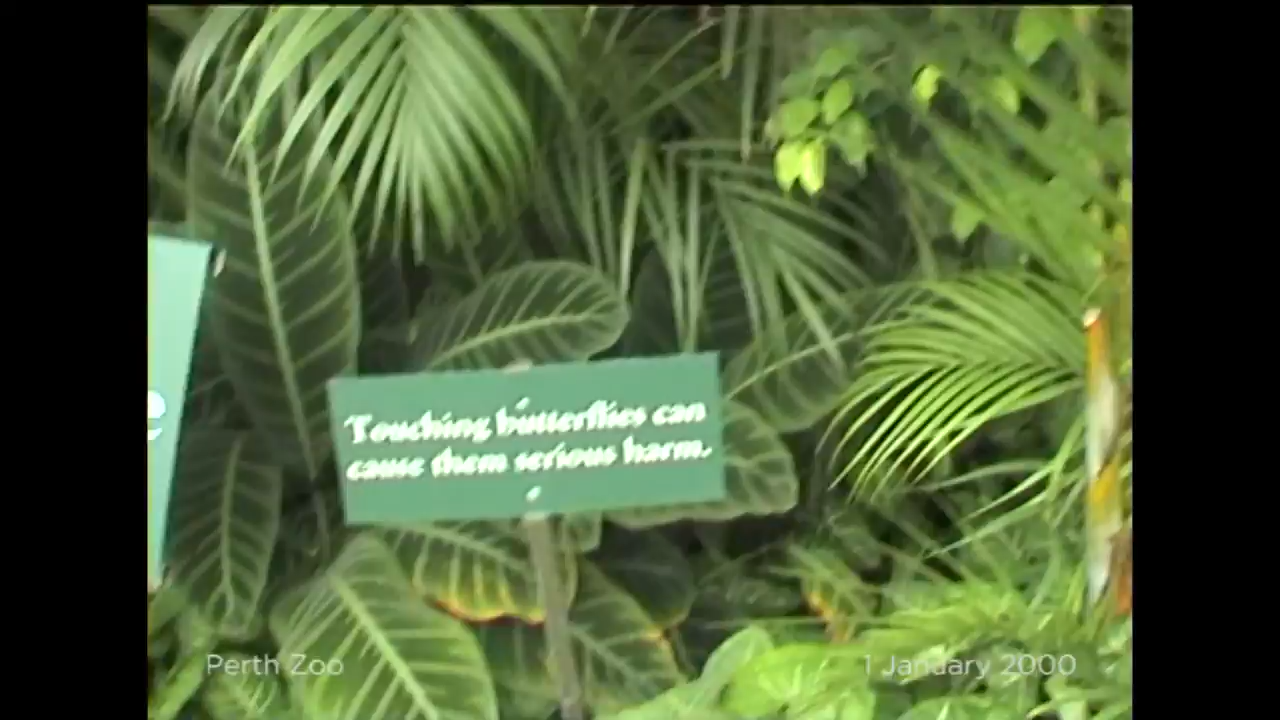 Touching butterflies can
cause them serious harm.
Perth Zoo
1 January 2000